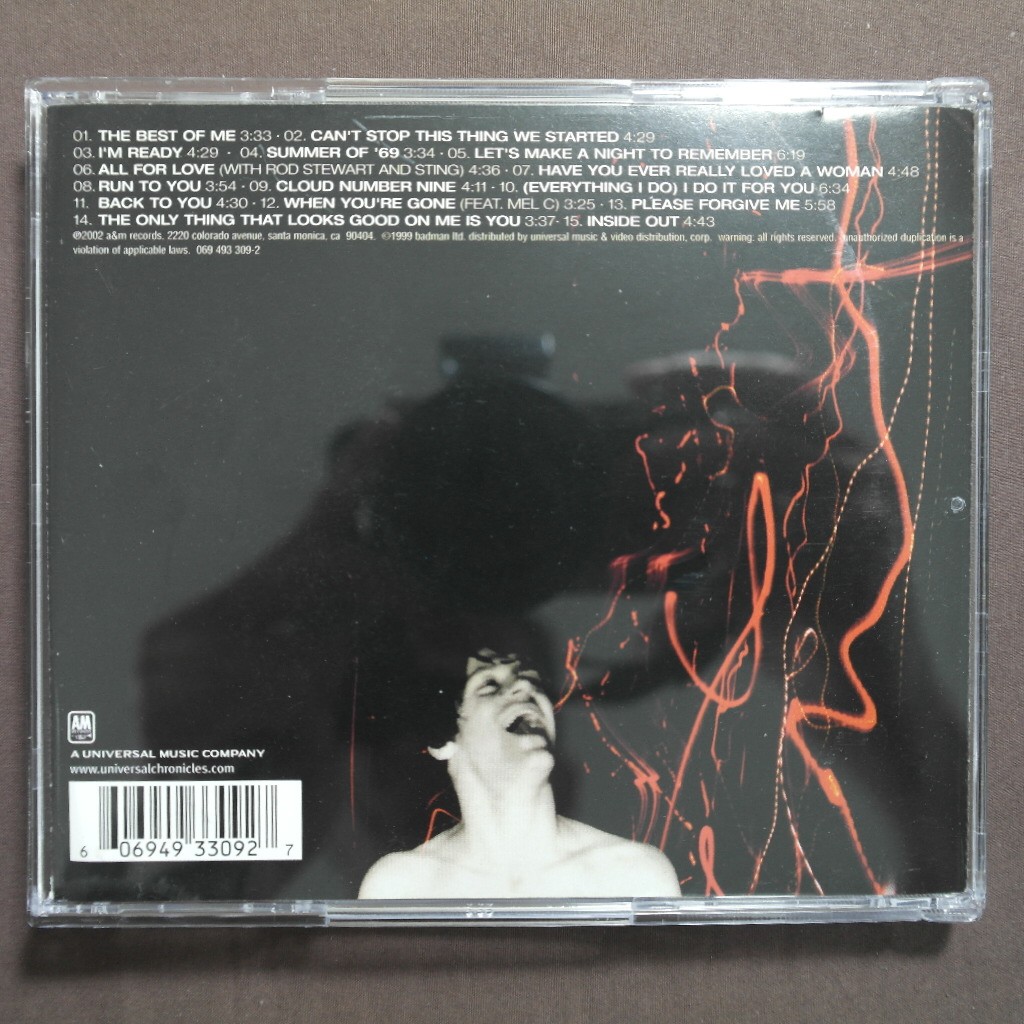 01. THE BEST OF ME 3:33 · 02. CAN'T STOP THIS THING WE STARTED 4:29
03. I'M READY 4:29 · 04. SUMMER OF '69 3:34 · 05. LET'S MAKE A NIGHT TO REMEMBER 6:19
06. ALL FOR LOVE (WITH ROD STEWART AND STING) 4:36 · 07. HAVE YOU EVER REALLY LOVED A WOMAN 4:48
08. RUN TO YOU 3:54 · 09. CLOUD NUMBER NINE 4:11 · 10. (EVERYTHING I DO) I DO IT FOR YOU 6:34
11. BACK TO YOU 4:30 · 12. WHEN YOU'RE GONE (FEAT. MEL C) 3:25 · 13. PLEASE FORGIVE ME 5:58
14. THE ONLY THING THAT LOOKS GOOD ON ME IS YOU 3:37 · 15. INSIDE OUT 4:43
℗2002 a&m records. 2220 colorado avenue, santa monica, ca 90404. ©1999 badman ltd. distributed by universal music & video distribution, corp. warning: all rights reserved. unauthorized duplication is a
violation of applicable laws. 069 493 309-2
AM
A UNIVERSAL MUSIC COMPANY
www.universalchronicles.com
6 06949 33092 7